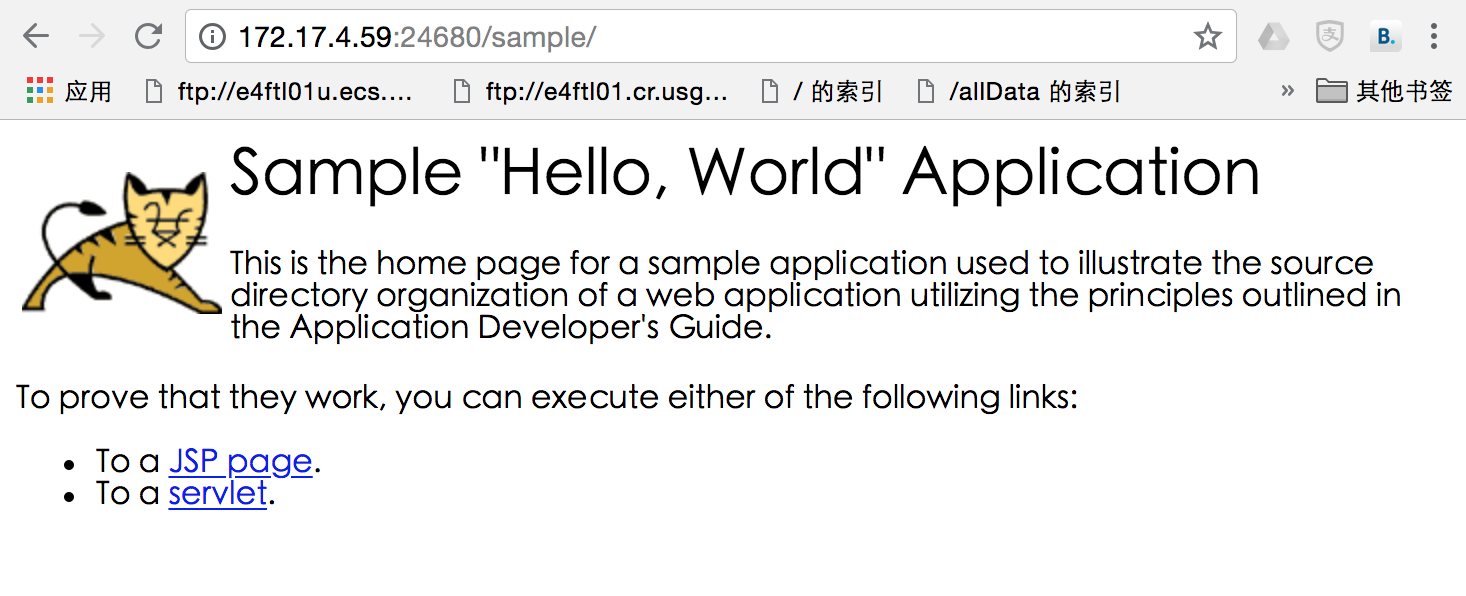 172.17.4.59:24680/sample/
支
B.
应用 ftp://e4ftl01u.ecs.... ftp://e4ftl01.cr.usg... / 的索引 /allData 的索引 » 其他书签
Sample "Hello, World" Application
This is the home page for a sample application used to illustrate the source
directory organization of a web application utilizing the principles outlined in
the Application Developer's Guide.
To prove that they work, you can execute either of the following links:
• To a JSP page.
• To a servlet.